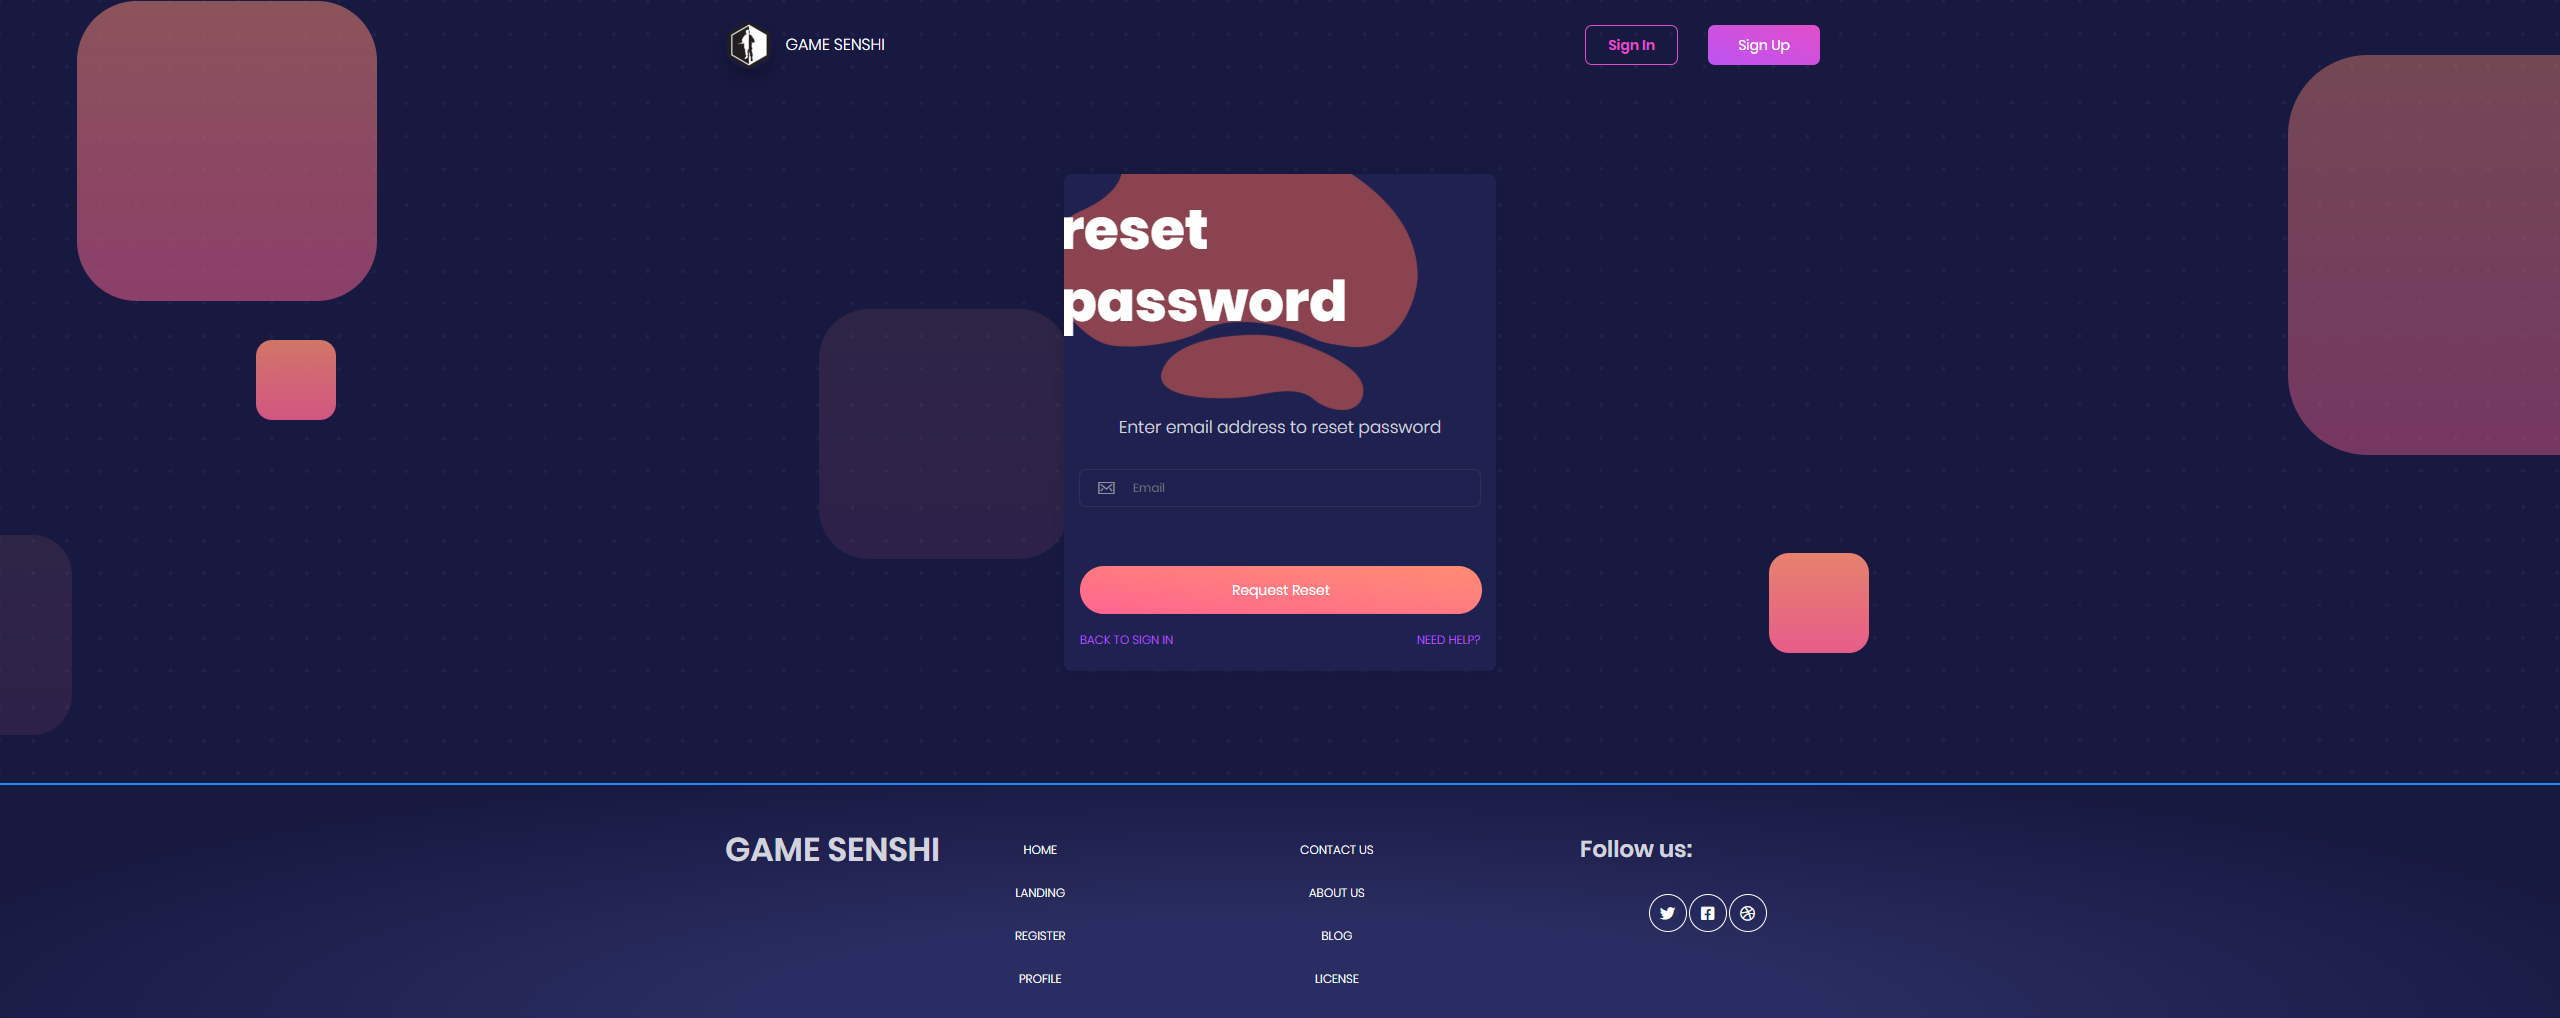 GAME SENSHI
Sign In
Sign Up
reset
password
Enter email address to reset password
Email
Request Reset
BACK TO SIGN IN
NEED HELP?
GAME SENSHI
HOME
LANDING
REGISTER
PROFILE
CONTACT US
ABOUT US
BLOG
LICENSE
Follow us: